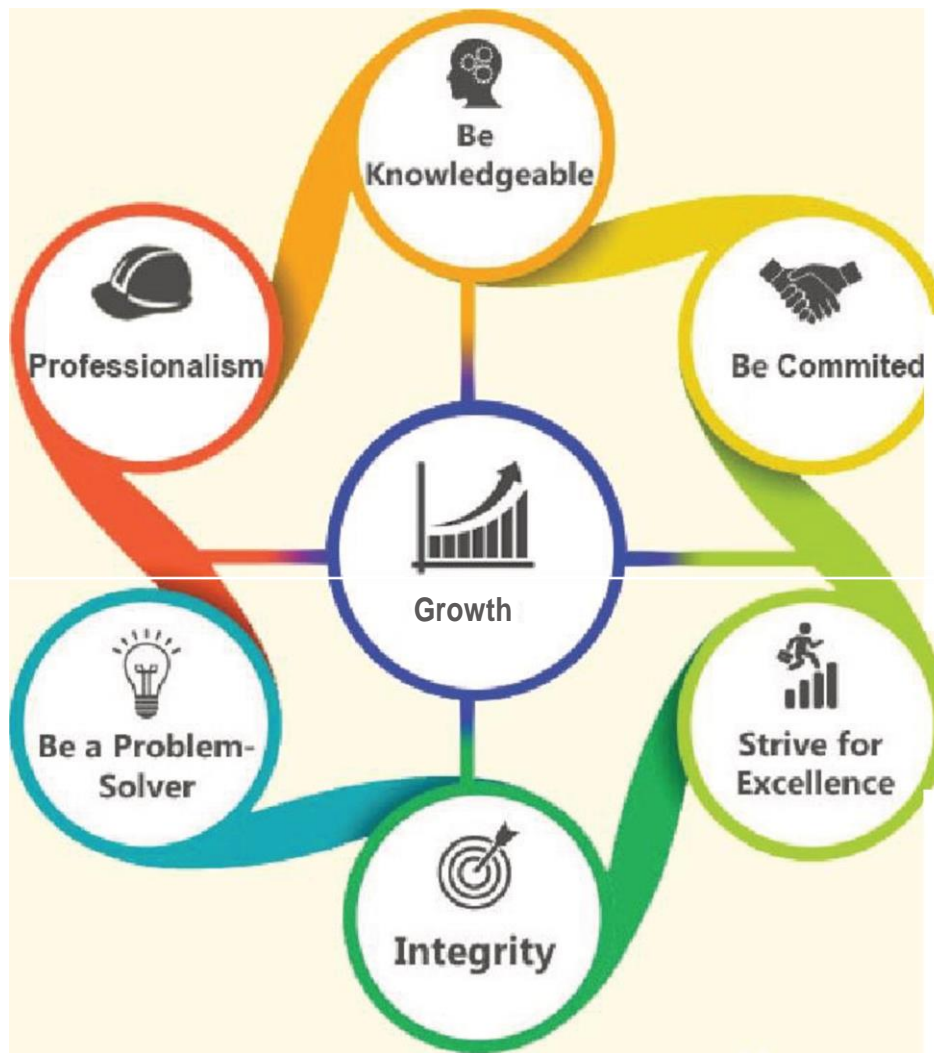 Be
Knowledgeable
Professionalism
Be Commited
Growth
Be a Problem-
Solver
Strive for
Excellence
Integrity